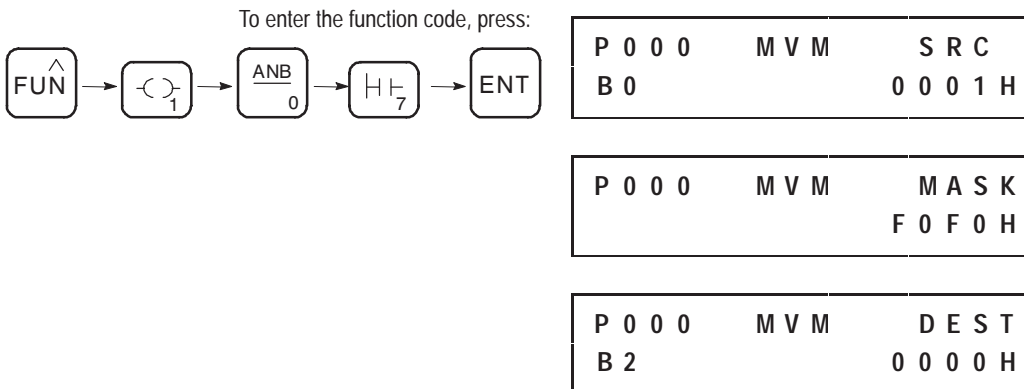 To enter the function code, press:
FUN ^
1
ANB 0
7
ENT
P000 MVM SRC
B0 0001H
P000 MVM MASK
F0F0H
P000 MVM DEST
B2 0000H